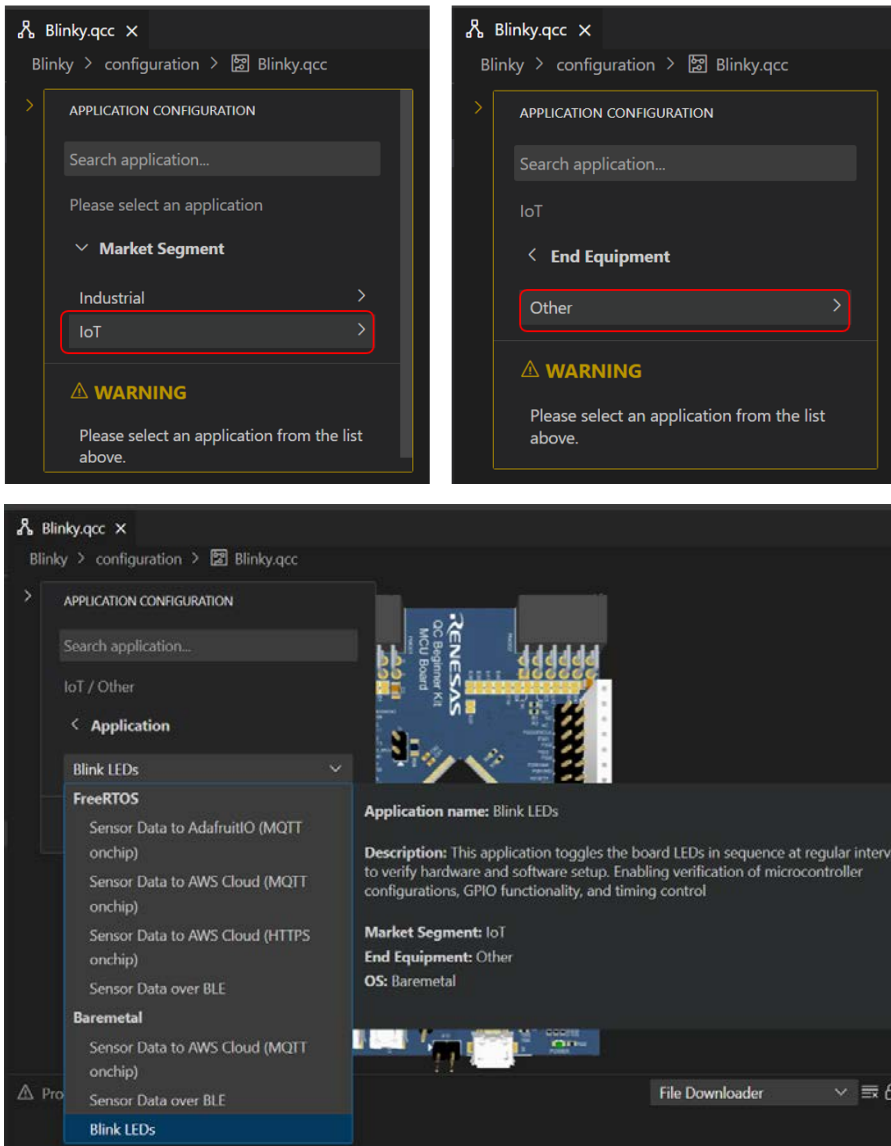 Blinky.qcc
Blinky > configuration > Blinky.qcc
APPLICATION CONFIGURATION
Search application...
Please select an application
Market Segment
Industrial
IoT
WARNING
Please select an application from the list
above.
Blinky.qcc
Blinky > configuration > Blinky.qcc
APPLICATION CONFIGURATION
Search application...
IoT
End Equipment
Other
WARNING
Please select an application from the list
above.
Blinky.qcc
Blinky > configuration > Blinky.qcc
APPLICATION CONFIGURATION
Search application...
IoT / Other
Application
Blink LEDs
FreeRTOS
Sensor Data to AdafruitIO (MQTT
onchip)
Sensor Data to AWS Cloud (MQTT
onchip)
Sensor Data to AWS Cloud (HTTPS
onchip)
Sensor Data over BLE
Baremetal
Sensor Data to AWS Cloud (MQTT
onchip)
Sensor Data over BLE
Blink LEDs
RENESAS
QC Beginner Kit
MCU Board
Application name: Blink LEDs
Description: This application toggles the board LEDs in sequence at regular interv
to verify hardware and software setup. Enabling verification of microcontroller
configurations, GPIO functionality, and timing control
Market Segment: IoT
End Equipment: Other
OS: Baremetal
POWER
Pro
File Downloader